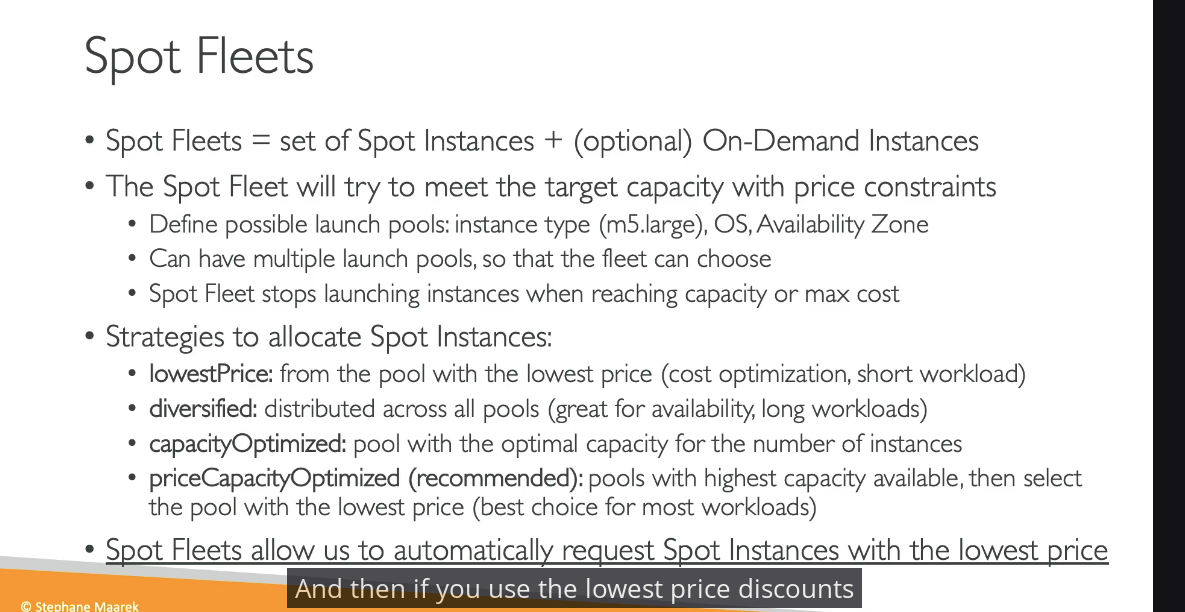 Spot Fleets
• Spot Fleets = set of Spot Instances + (optional) On-Demand Instances
• The Spot Fleet will try to meet the target capacity with price constraints
• Define possible launch pools: instance type (m5.large), OS, Availability Zone
• Can have multiple launch pools, so that the fleet can choose
• Spot Fleet stops launching instances when reaching capacity or max cost
• Strategies to allocate Spot Instances:
• lowestPrice: from the pool with the lowest price (cost optimization, short workload)
• diversified: distributed across all pools (great for availability, long workloads)
• capacityOptimized: pool with the optimal capacity for the number of instances
• priceCapacityOptimized (recommended): pools with highest capacity available, then select
the pool with the lowest price (best choice for most workloads)
• Spot Fleets allow us to automatically request Spot Instances with the lowest price
And then if you use the lowest price discounts
© Stephane Maarek